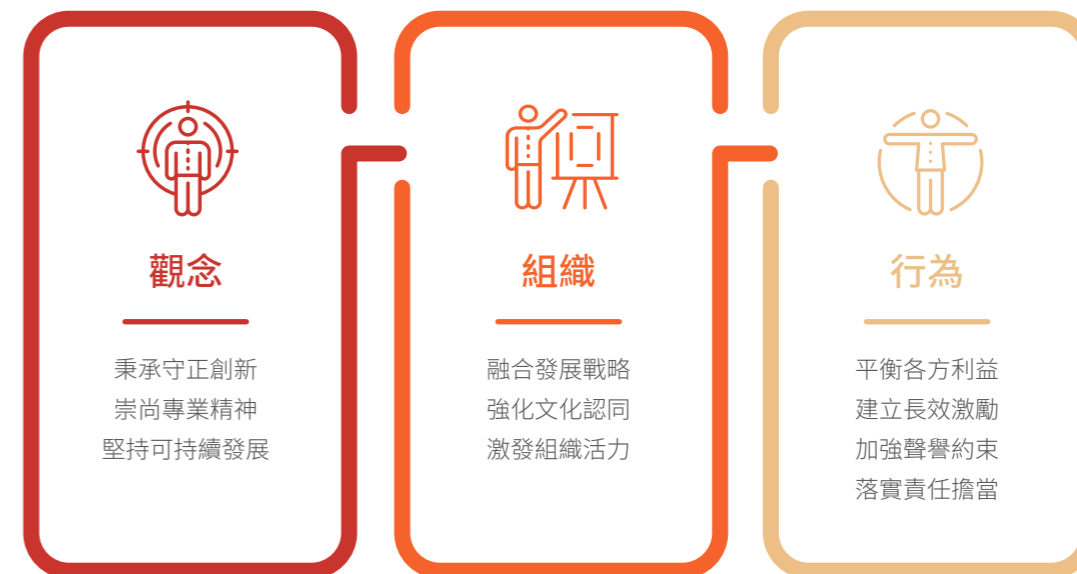 觀念
秉承守正創新
崇尚專業精神
堅持可持續發展
組織
融合發展戰略
強化文化認同
激發組織活力
行為
平衡各方利益
建立長效激勵
加強聲譽約束
落實責任擔當